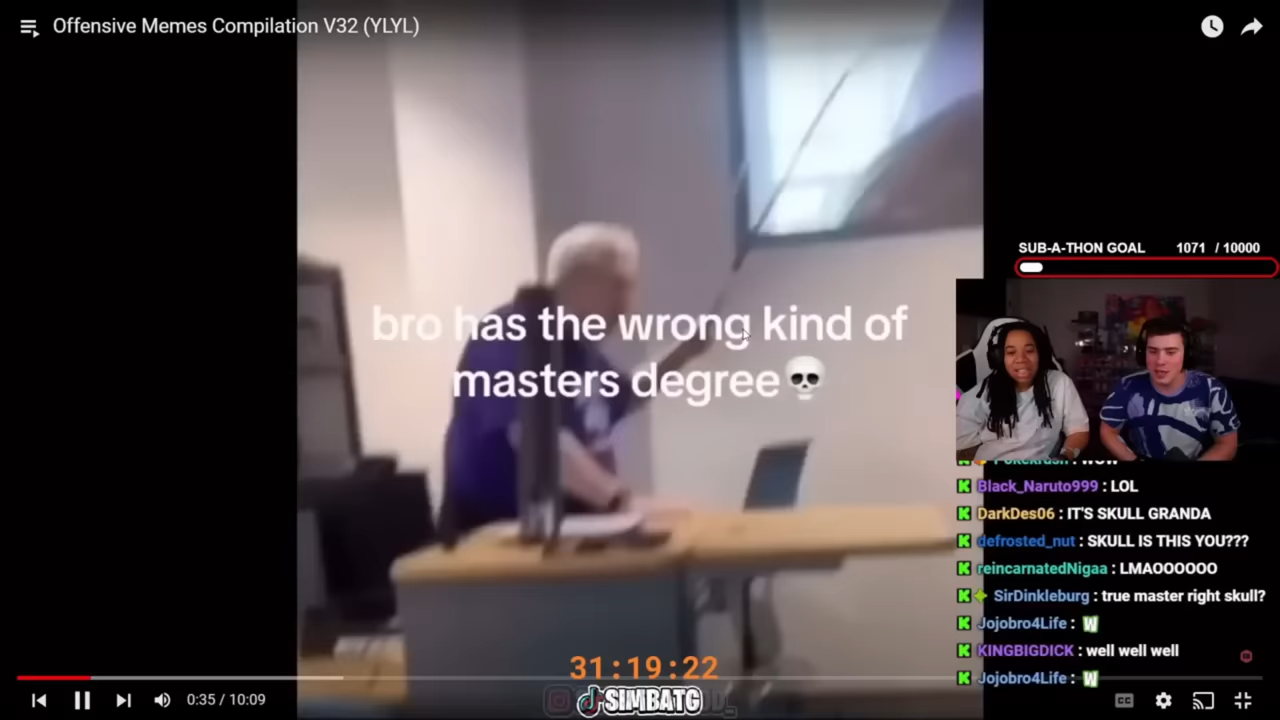 Offensive Memes Compilation V32 (YLYL)
SUB-A-THON GOAL 1071 / 10000
bro has the wrong kind of
masters degree💀
: wow
Black_Naruto999 : LOL
DarkDes06 : IT'S SKULL GRANDA
defrosted_nut : SKULL IS THIS YOU???
reincarnatedNigaa : LMAOOOOOO
SirDinkleburg : true master right skull?
Jojobro4Life : W
KINGBIGDICK : well well well
Jojobro4Life : W
31:19:22
SIMBATG
0:35 / 10:09
CC